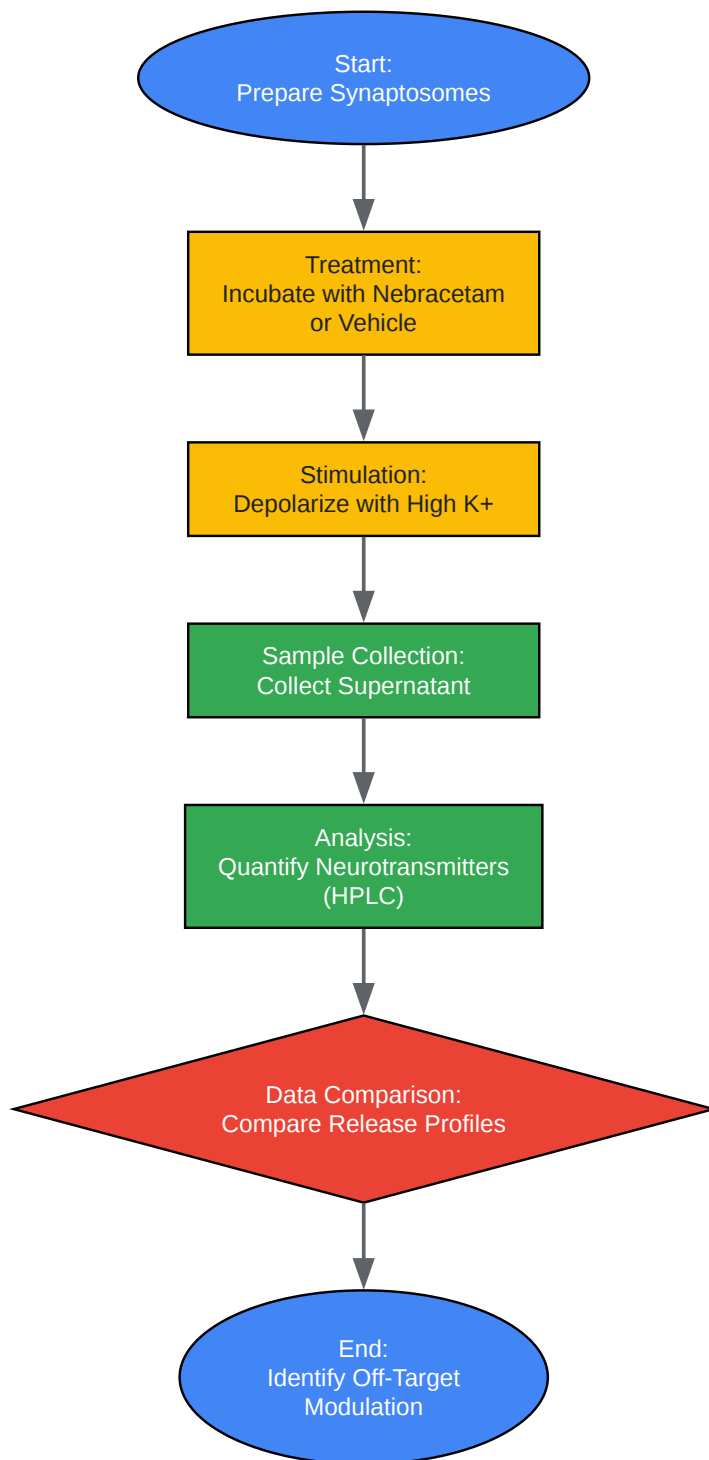 Start:
Prepare Synaptosomes
Treatment:
Incubate with Nebracetam
or Vehicle
Stimulation:
Depolarize with High K+
Sample Collection:
Collect Supernatant
Analysis:
Quantify Neurotransmitters
(HPLC)
Data Comparison:
Compare Release Profiles
End:
Identify Off-Target
Modulation